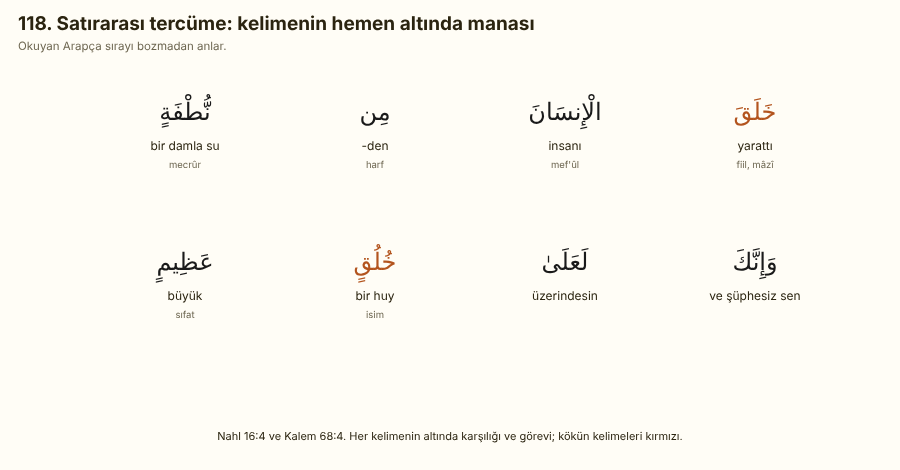 118. Satırarası tercüme: kelimenin hemen altında manası
Okuyan Arapça sırayı bozmadan anlar.
خَلَقَ الْإِنسَانَ مِن نُّطْفَةٍ
yarattı insanı -den bir damla su
fiil, mâzî mef'ûl harf mecrûr
وَإِنَّكَ لَعَلَىٰ خُلُقٍ عَظِيمٍ
ve şüphesiz sen üzerindesin bir huy büyük
isim sıfat
Nahl 16:4 ve Kalem 68:4. Her kelimenin altında karşılığı ve görevi; kökün kelimeleri kırmızı.